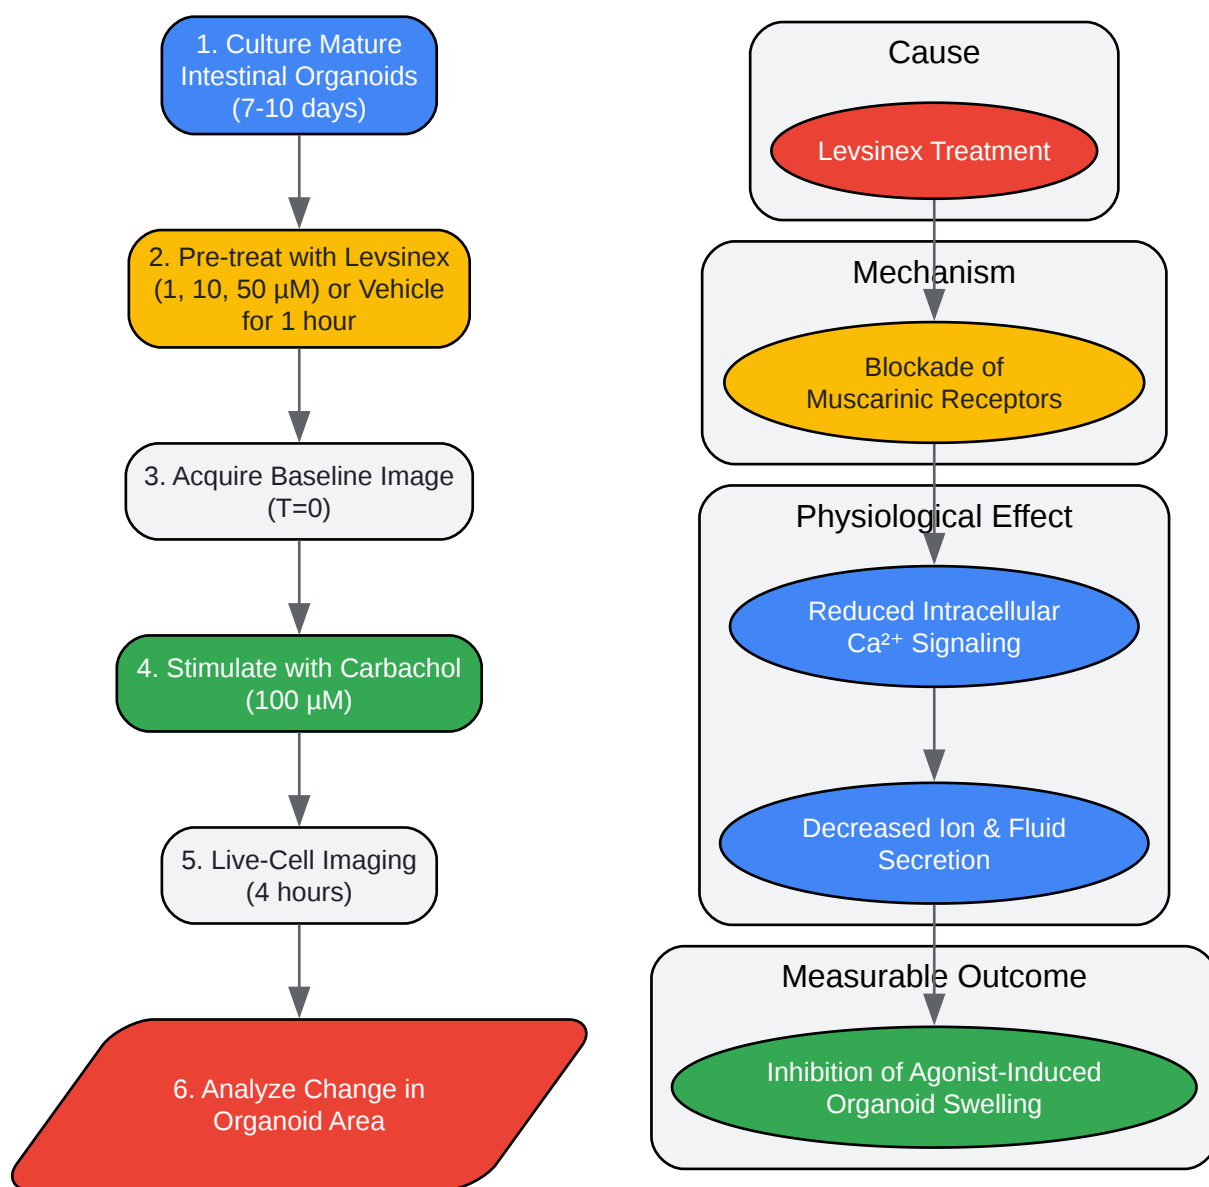 1. Culture Mature
Intestinal Organoids
(7-10 days)
2. Pre-treat with Levsinex
(1, 10, 50 µM) or Vehicle
for 1 hour
3. Acquire Baseline Image
(T=0)
4. Stimulate with Carbachol
(100 µM)
5. Live-Cell Imaging
(4 hours)
6. Analyze Change in
Organoid Area
Cause
Levsinex Treatment
Mechanism
Blockade of
Muscarinic Receptors
Physiological Effect
Reduced Intracellular
Ca²⁺ Signaling
Decreased Ion & Fluid
Secretion
Measurable Outcome
Inhibition of Agonist-Induced
Organoid Swelling